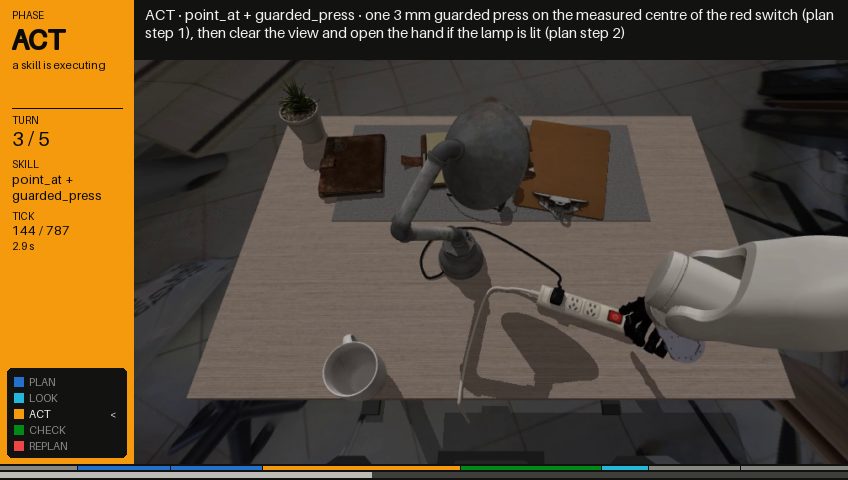 PHASE
ACT
a skill is executing
TURN
3 / 5
SKILL
point_at +
guarded_press
TICK
144 / 787
2.9 s
PLAN
LOOK
ACT <
CHECK
REPLAN
ACT · point_at + guarded_press · one 3 mm guarded press on the measured centre of the red switch (plan
step 1), then clear the view and open the hand if the lamp is lit (plan step 2)